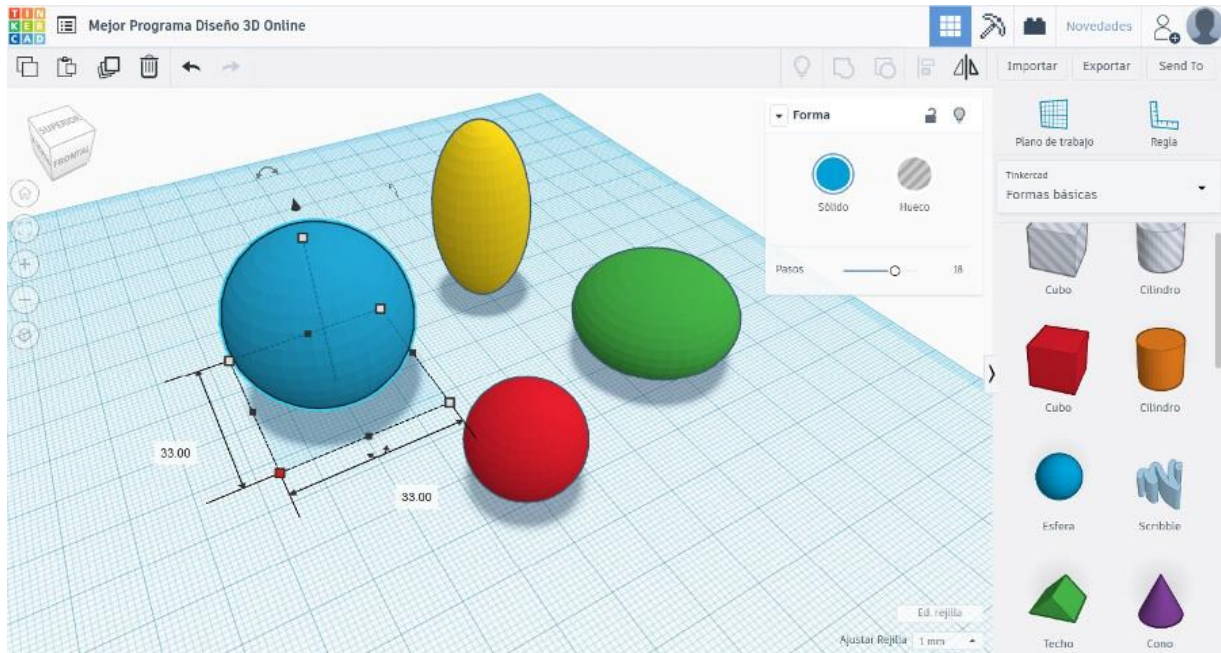 TIN
KER
CAD
Mejor Programa Diseño 3D Online
Novedades
Importar
Exportar
Send To
SUPERIOR
FRONTAL
Forma
Sólido
Hueco
Pasos
18
Plano de trabajo
Regla
Tinkercad
Formas básicas
Cubo
Cilindro
Cubo
Cilindro
Esfera
Scribble
Techo
Cono
33.00
33.00
Ed. rejilla
Ajustar Rejilla
1 mm